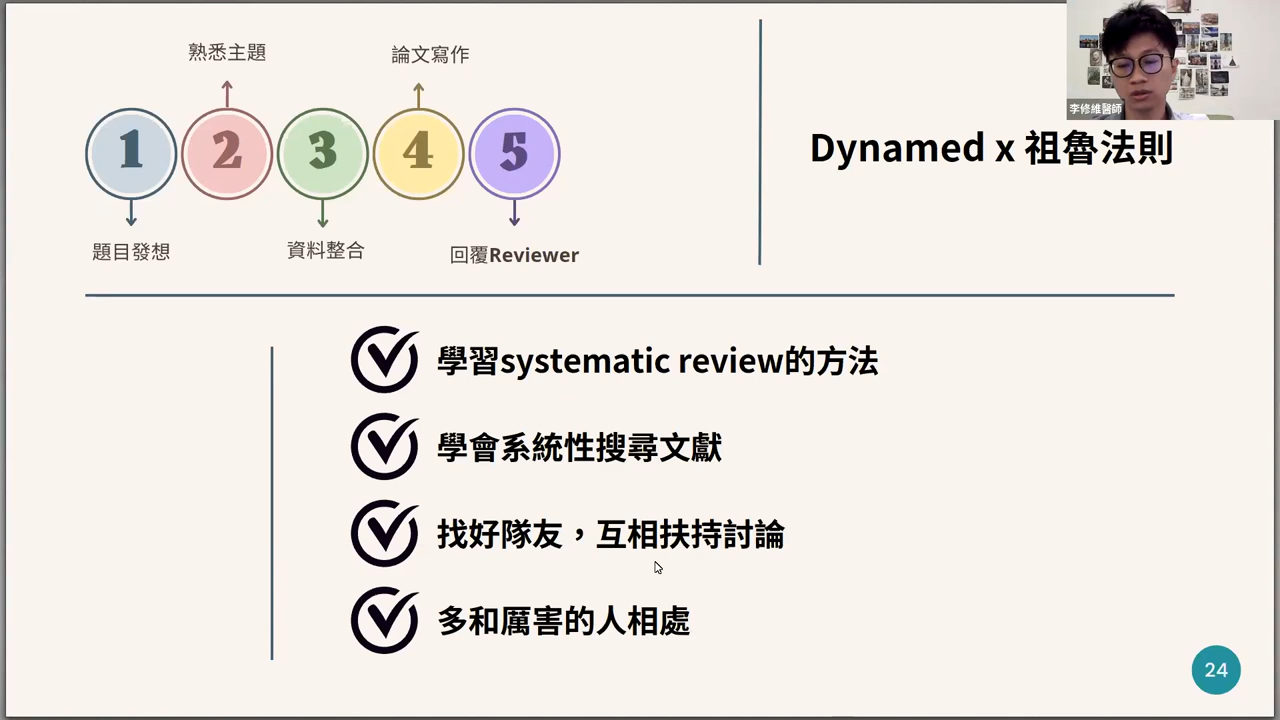 熟悉主題
論文寫作
1
2
3
4
5
題目發想
資料整合
回覆Reviewer
李修維醫師
Dynamed x 祖魯法則
學習systematic review的方法
學會系統性搜尋文獻
找好隊友，互相扶持討論
多和厲害的人相處
24